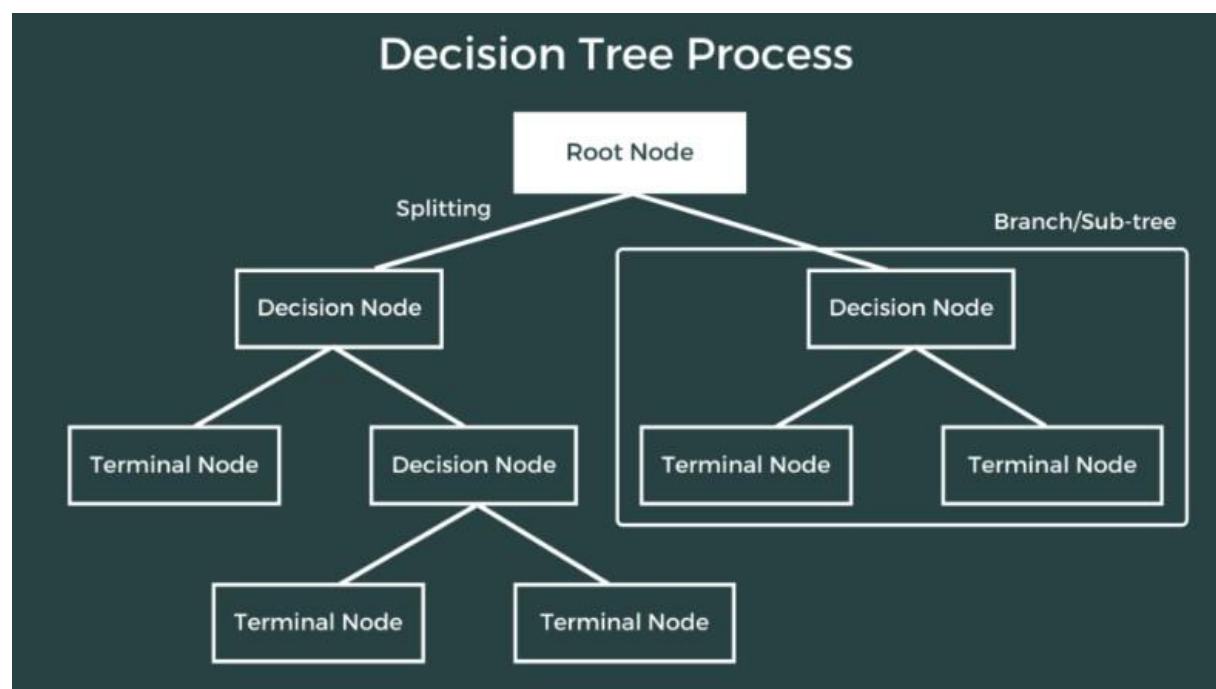 Decision Tree Process
Root Node
Splitting
Branch/Sub-tree
Decision Node
Decision Node
Terminal Node
Decision Node
Terminal Node
Terminal Node
Terminal Node
Terminal Node